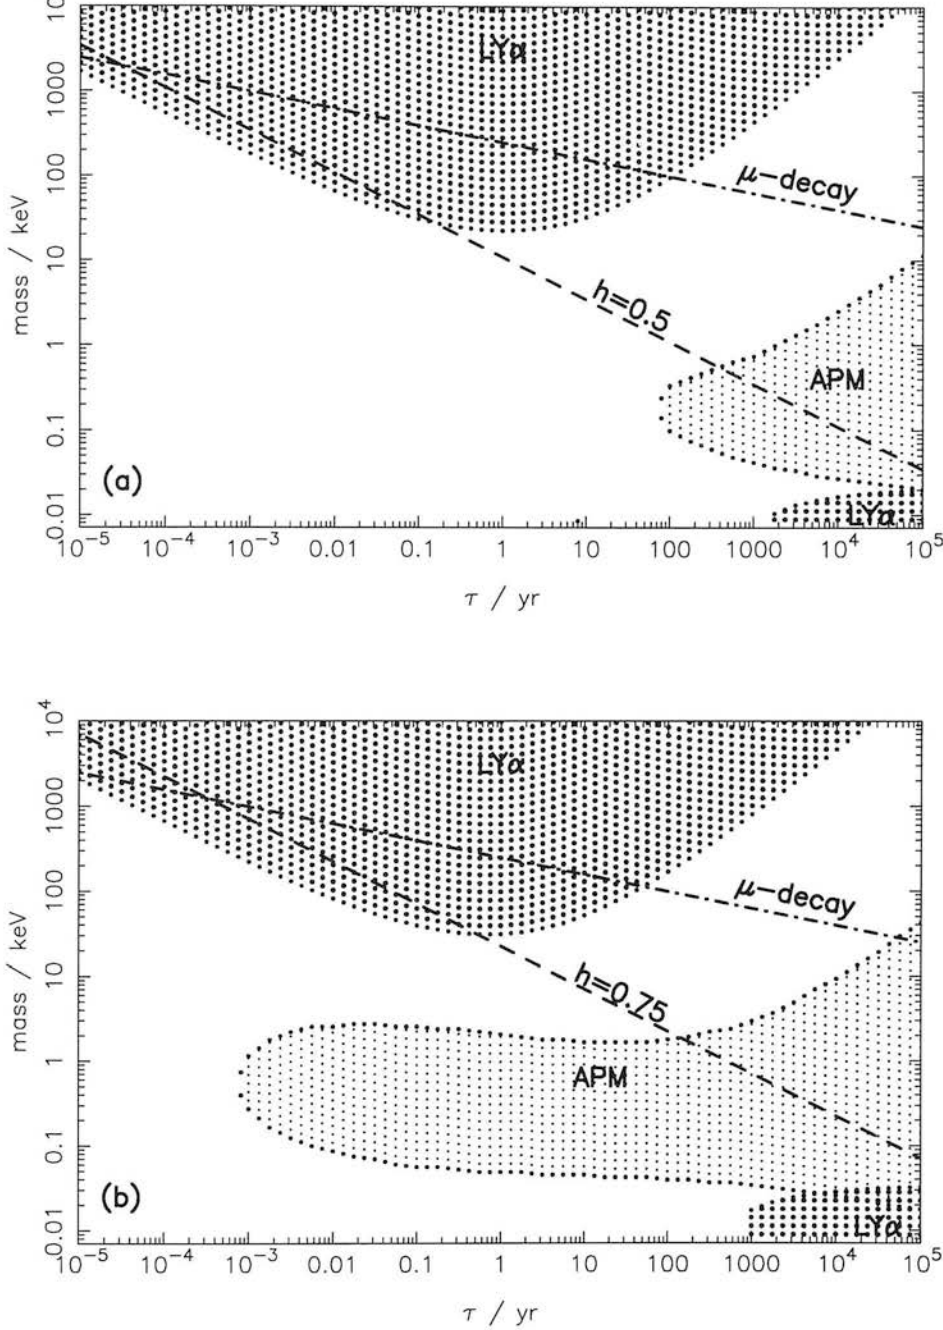 10
1000
100
10
1
0.1
0.01
mass / keV
LYα
μ-decay
h=0.5
APM
(a)
LYα
10⁻⁵ 10⁻⁴ 10⁻³ 0.01 0.1 1 10 100 1000 10⁴ 10⁵
τ / yr
10⁴
1000
100
10
1
0.1
0.01
mass / keV
LYα
μ-decay
h=0.75
APM
(b)
LYα
10⁻⁵ 10⁻⁴ 10⁻³ 0.01 0.1 1 10 100 1000 10⁴ 10⁵
τ / yr